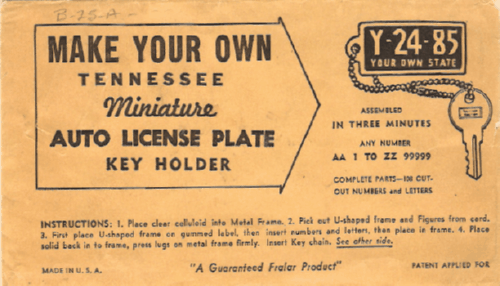 B-25-A-
MAKE YOUR OWN
TENNESSEE
Miniature
AUTO LICENSE PLATE
KEY HOLDER
Y-24-85
YOUR OWN STATE
ASSEMBLED
IN THREE MINUTES
ANY NUMBER
AA 1 TO ZZ 99999
COMPLETE PARTS—106 CUT-
OUT NUMBERS and LETTERS
INSTRUCTIONS: 1. Place clear celluloid into Metal Frame. 2. Pick out U-shaped frame and Figures from card.
3. First place U-shaped frame on gummed label, then insert numbers and letters, then place in frame. 4. Place
solid back in to frame, press lugs on metal frame firmly. Insert Key chain. See other side.
MADE IN U. S. A.
"A Guaranteed Fralar Product"
PATENT APPLIED FOR